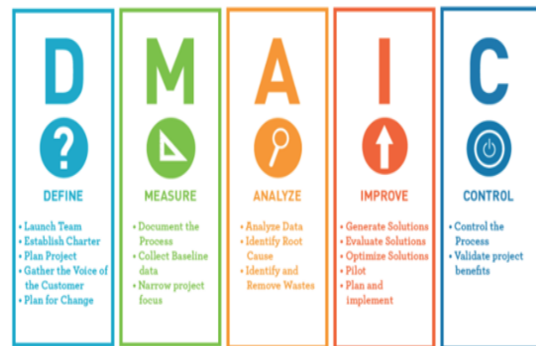 D
?
DEFINE
• Launch Team
• Establish Charter
• Plan Project
• Gather the Voice of
the Customer
• Plan for Change
M
MEASURE
• Document the
Process
• Collect Baseline
data
• Narrow project
focus
A
ANALYZE
• Analyze Data
• Identify Root
Cause
• Identify and
Remove Wastes
I
IMPROVE
• Generate Solutions
• Evaluate Solutions
• Optimize Solutions
• Pilot
• Plan and
implement
C
CONTROL
• Control the
Process
• Validate project
benefits